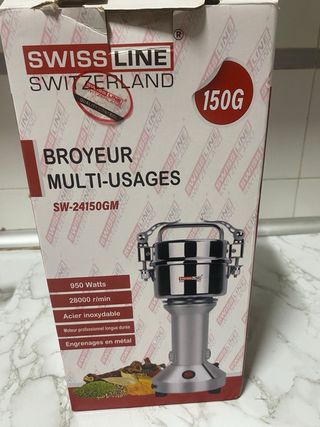 SWISSLINE
®
SWITZERLAND
150G
BROYEUR
MULTI-USAGES
SW-24150GM
950 Watts
28000 r/min
Acier inoxydable
Moteur professionnel longue durée
Engrenages en métal
SWISSLINE